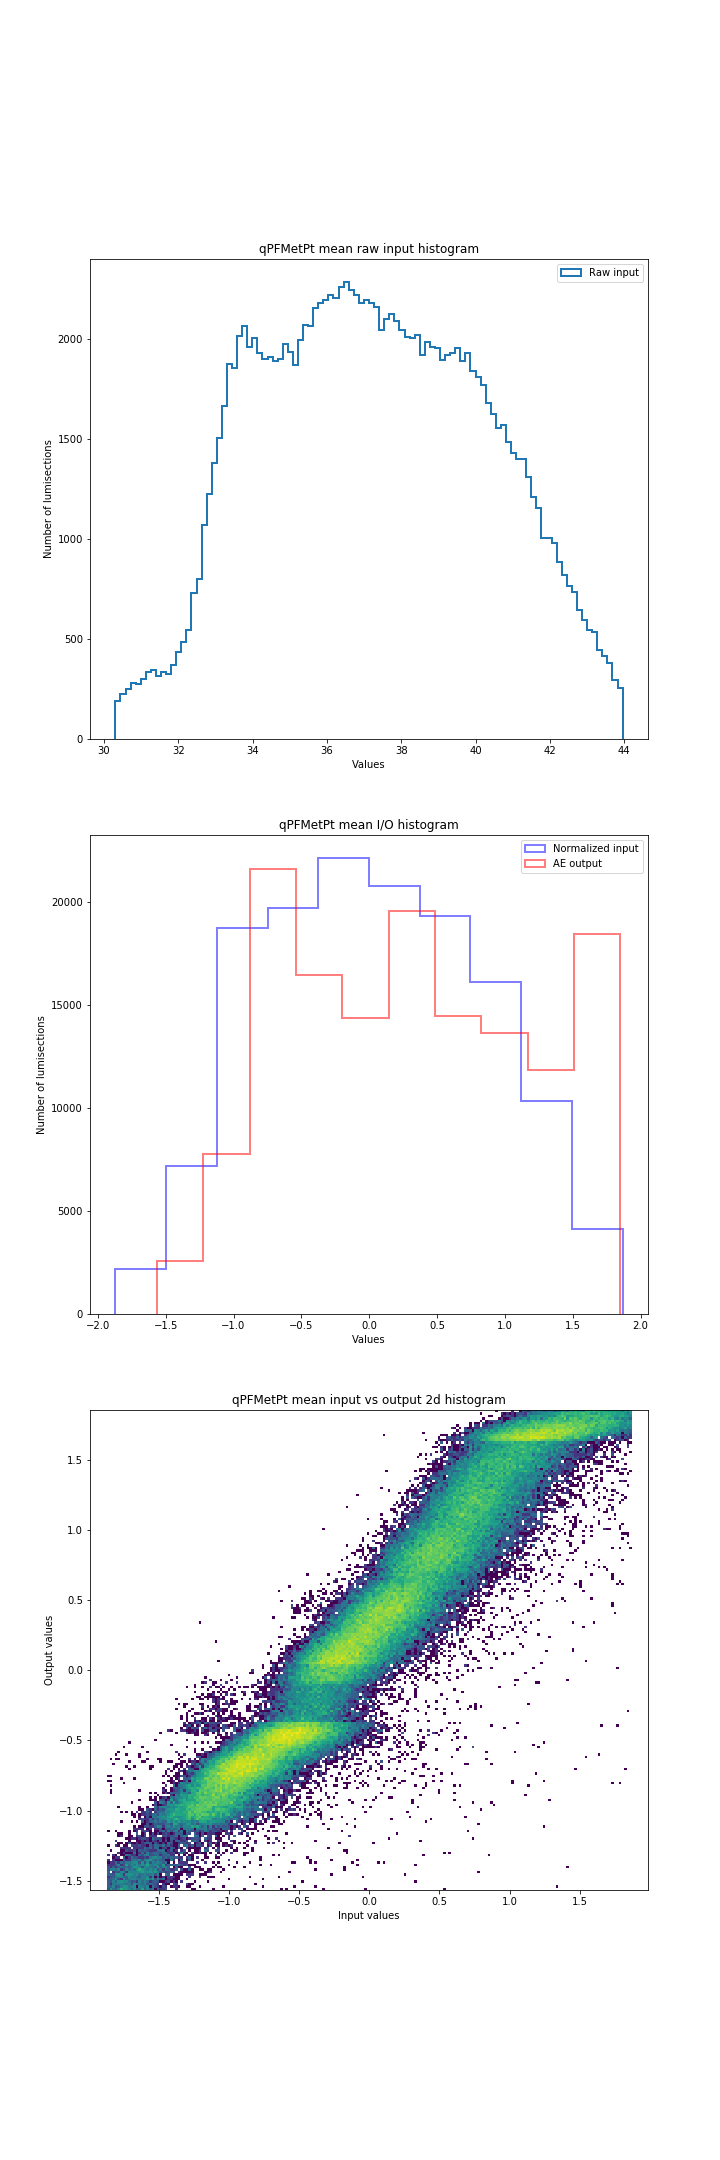 qPFMetPt mean raw input histogram
Raw input
2000
1500
1000
500
0
Number of lumisections
30 32 34 36 38 40 42 44
Values
qPFMetPt mean I/O histogram
Normalized input
AE output
20000
15000
10000
5000
0
Number of lumisections
−2.0 −1.5 −1.0 −0.5 0.0 0.5 1.0 1.5 2.0
Values
qPFMetPt mean input vs output 2d histogram
1.5
1.0
0.5
0.0
−0.5
−1.0
−1.5
Output values
−1.5 −1.0 −0.5 0.0 0.5 1.0 1.5
Input values